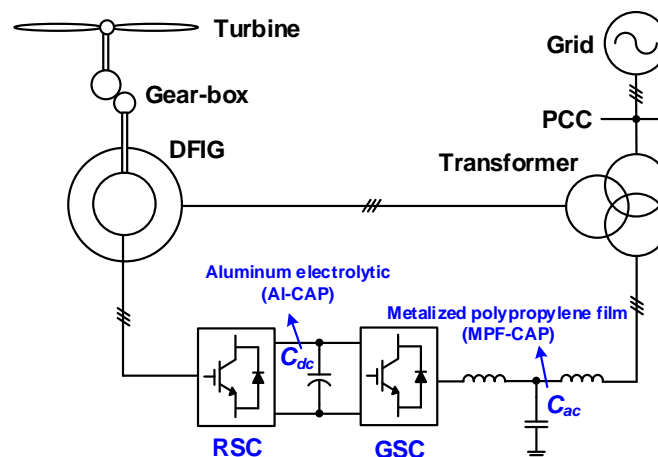 Turbine
Grid
Gear-box
PCC
DFIG
Transformer
Aluminum electrolytic
(Al-CAP)
Metalized polypropylene film
(MPF-CAP)
Cdc
Cac
RSC
GSC